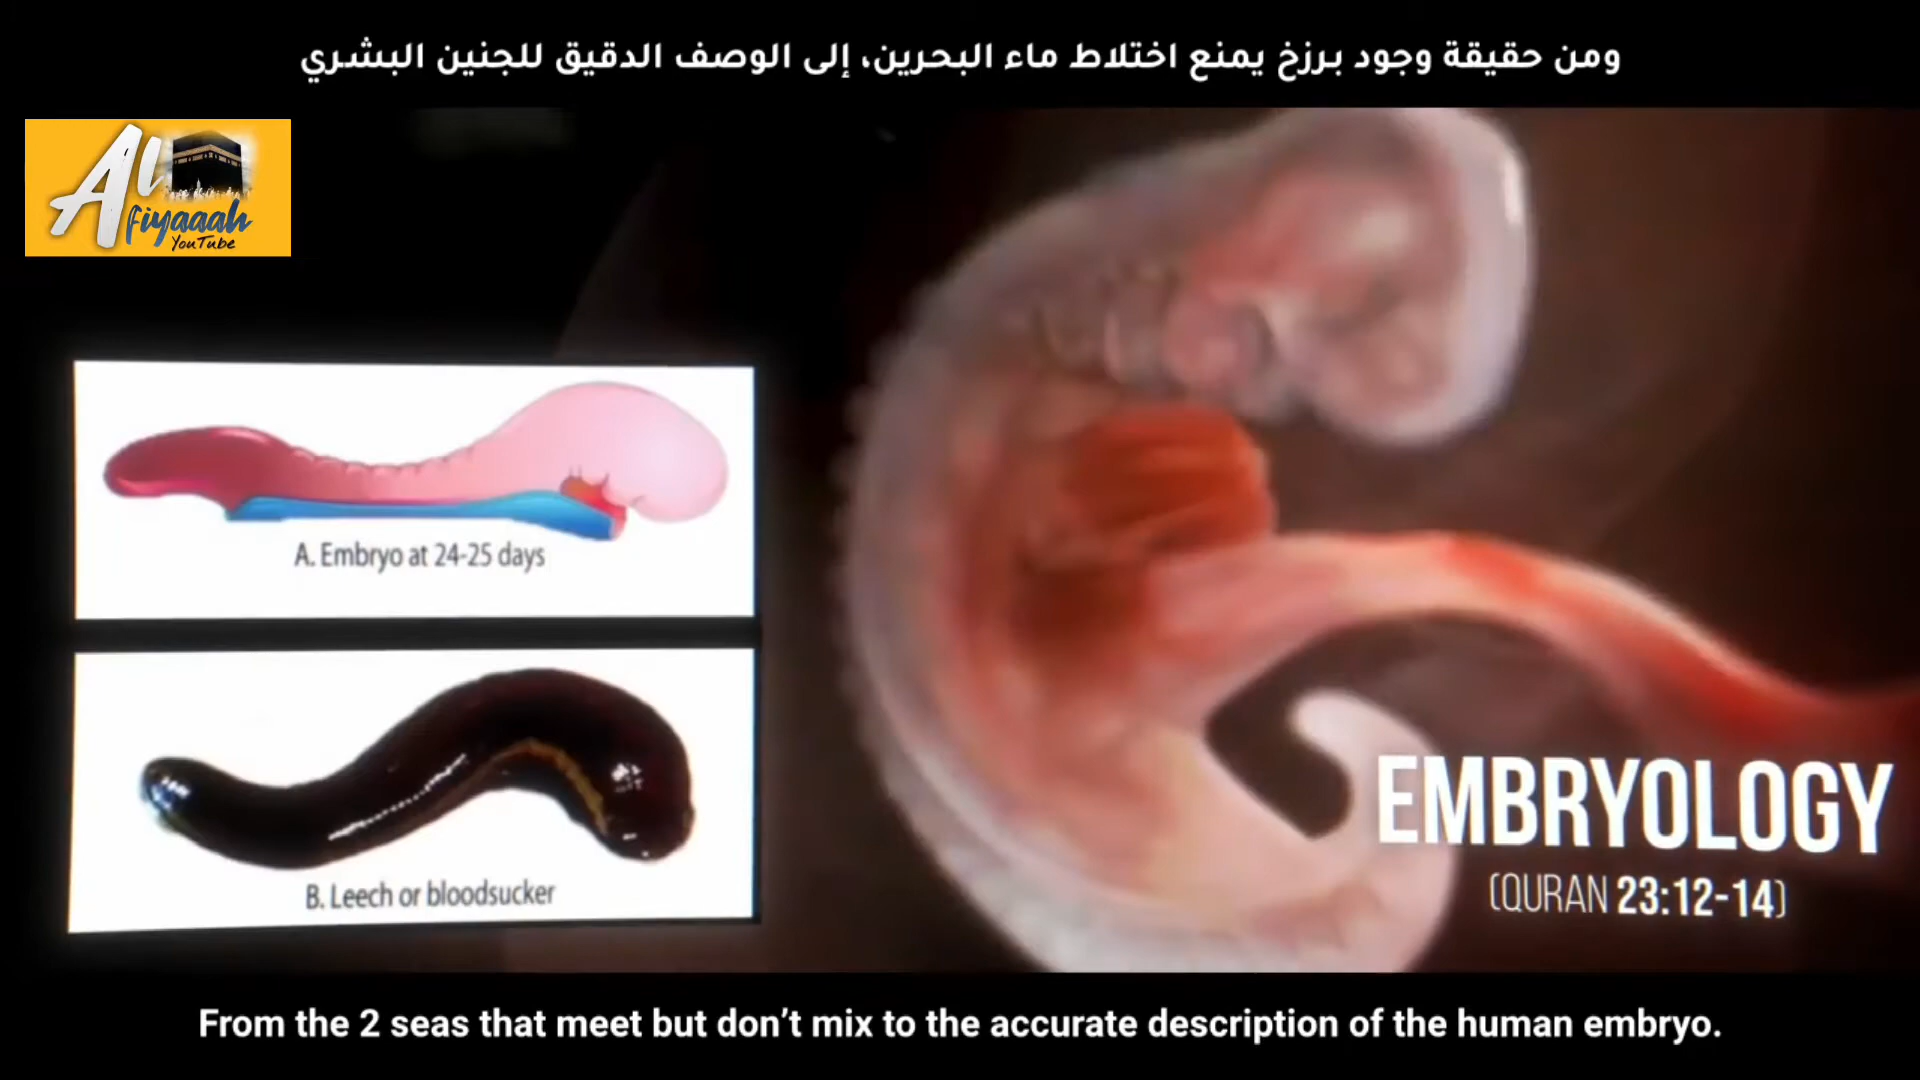 ومن حقيقة وجود برزخ يمنع اختلاط ماء البحرين، إلى الوصف الدقيق للجنين البشري
Al
fiyaaah
YouTube
A. Embryo at 24-25 days
B. Leech or bloodsucker
EMBRYOLOGY
(QURAN 23:12-14)
From the 2 seas that meet but don't mix to the accurate description of the human embryo.